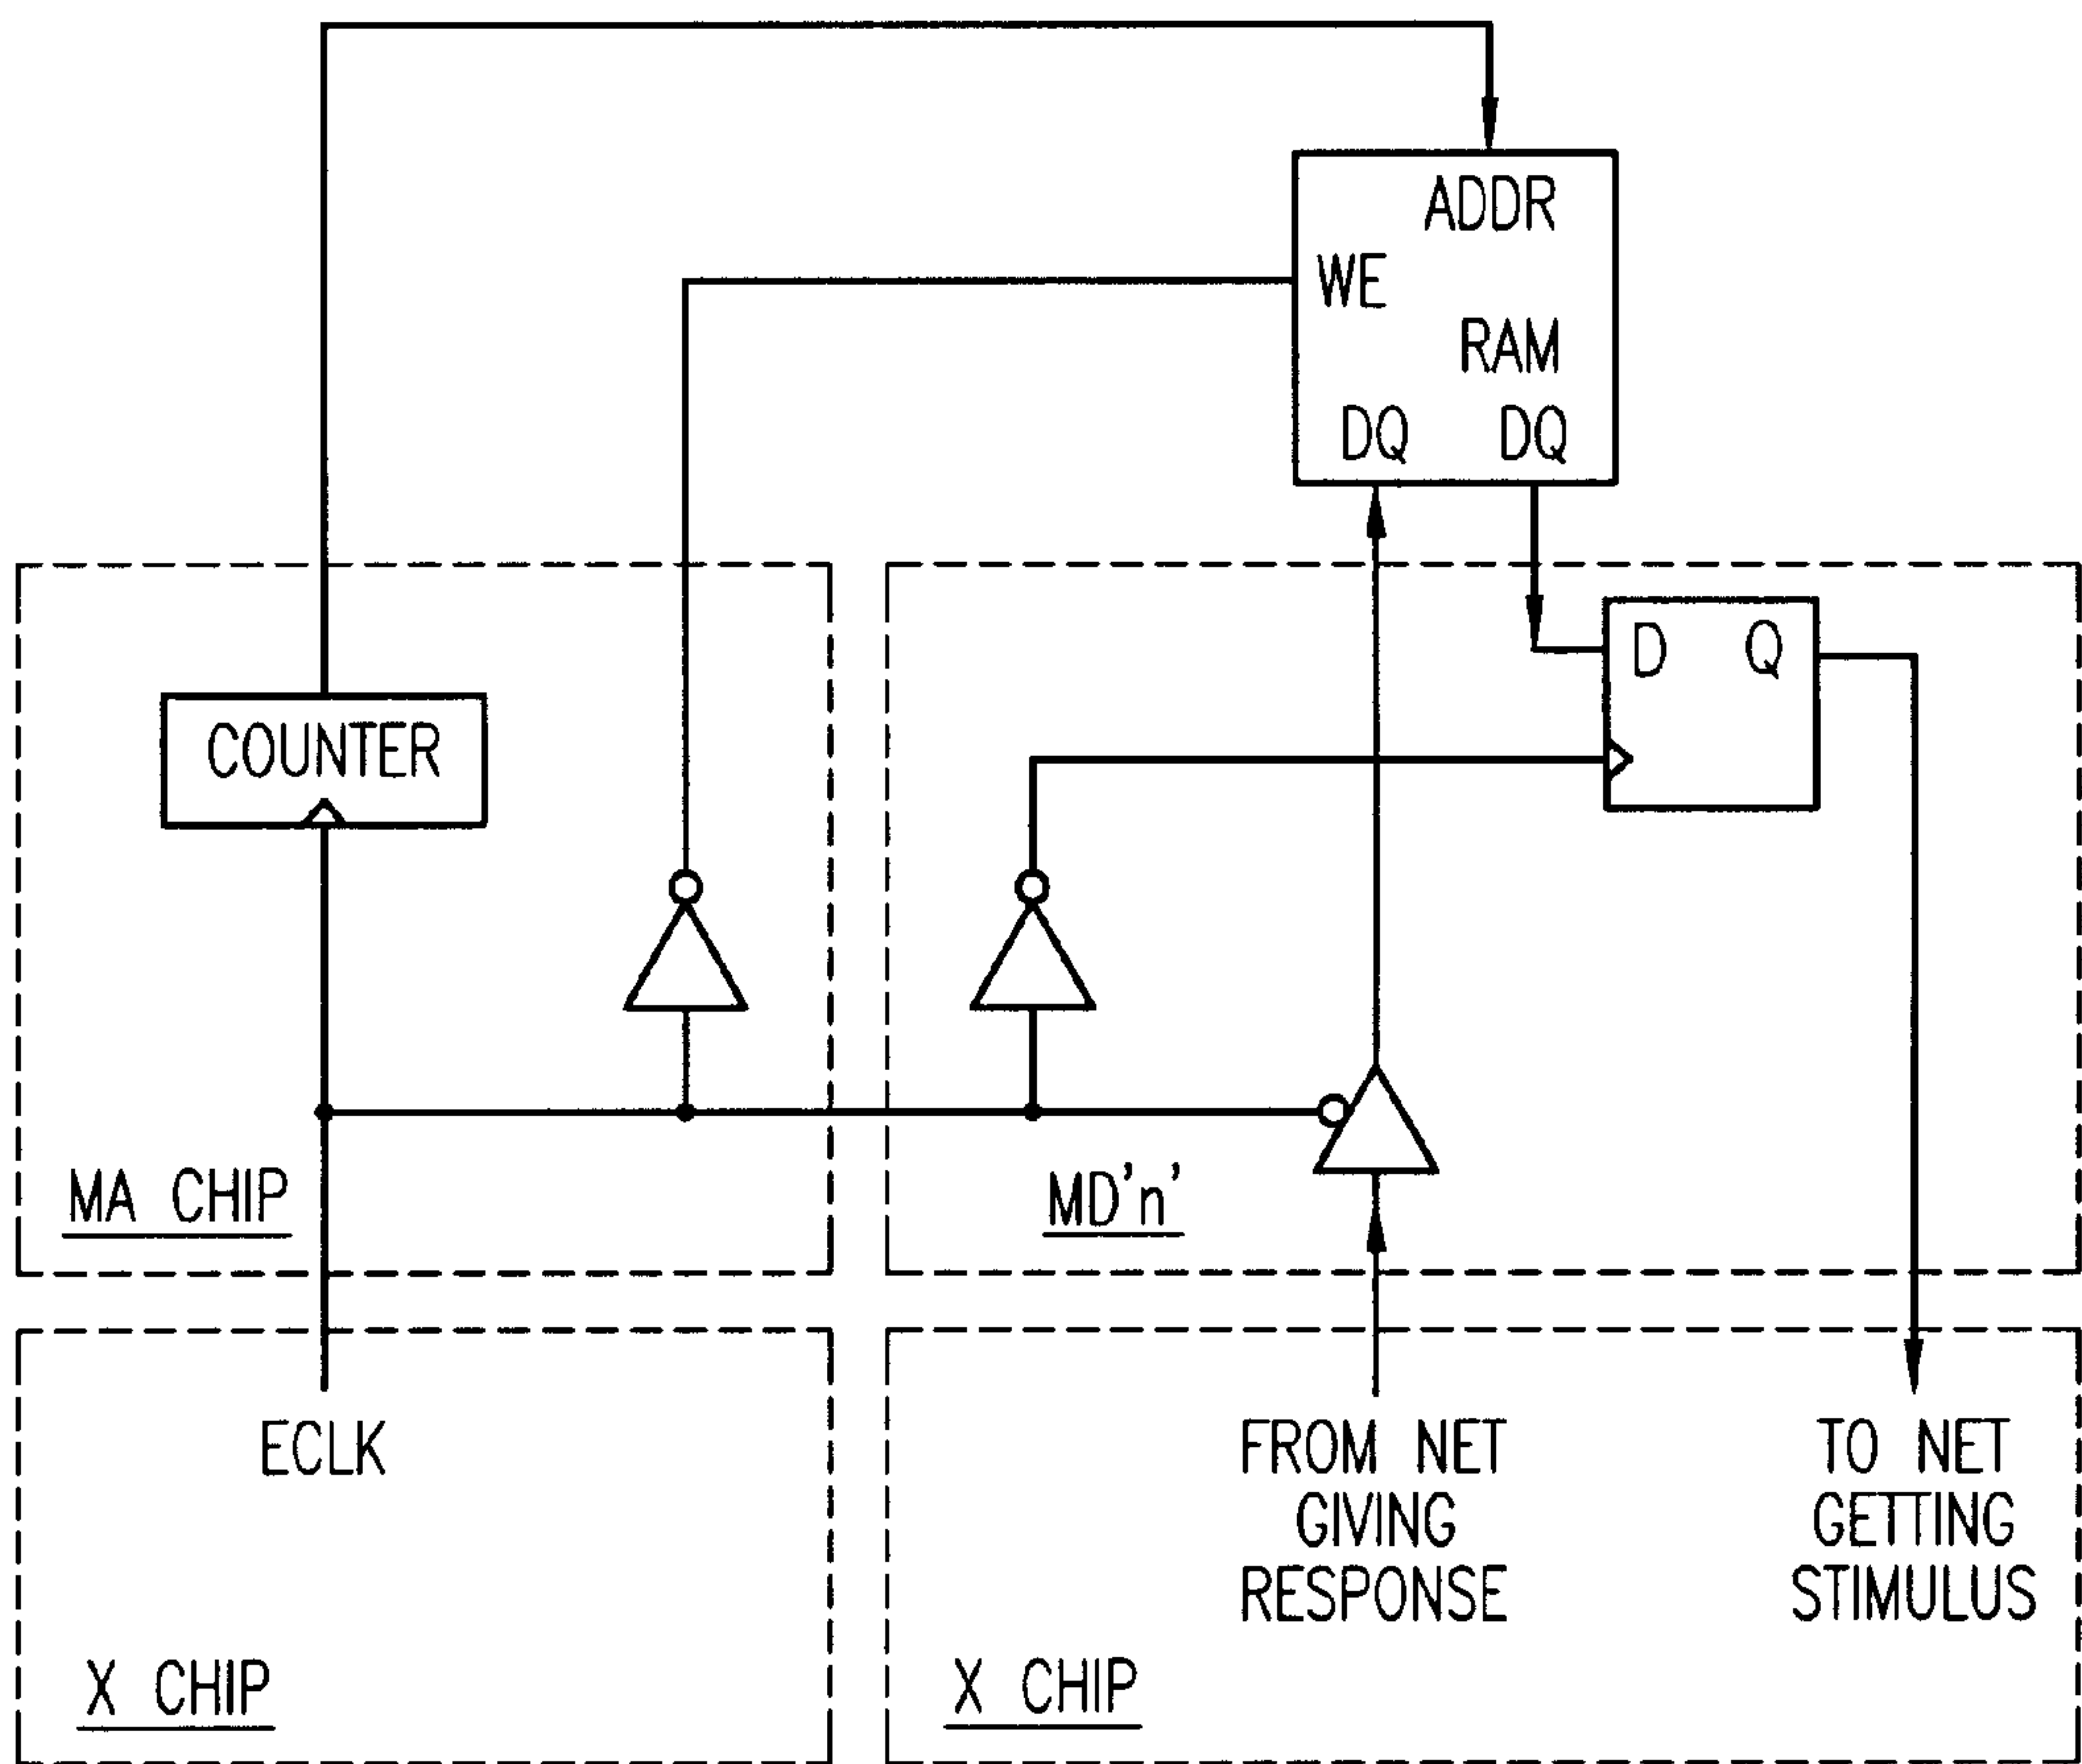 ADDR
WE
RAM
DQ DQ
D Q
COUNTER
MA CHIP
MD'n'
ECLK
FROM NET
GIVING
RESPONSE
TO NET
GETTING
STIMULUS
X CHIP
X CHIP